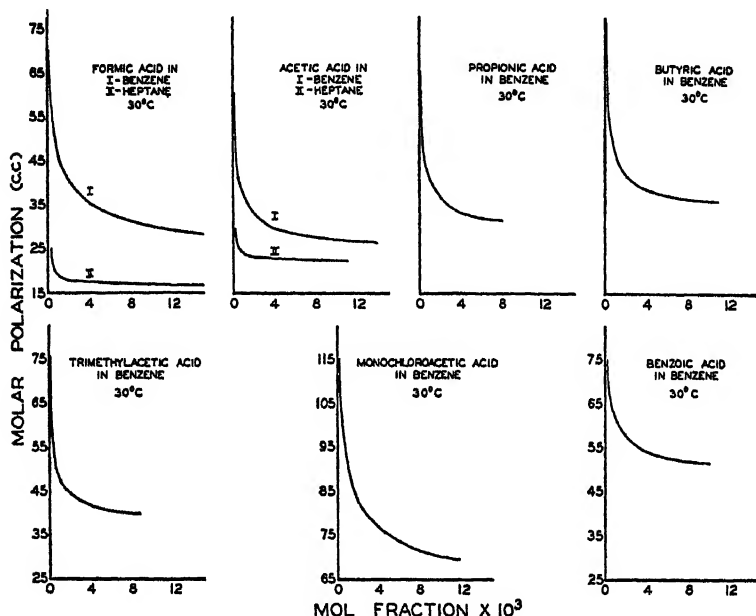 MOLAR POLARIZATION (C.C)
75
65
55
45
35
25
15
FORMIC ACID IN
I-BENZENE
II-HEPTANE
30°C
I
II
0 4 8 12
ACETIC ACID IN
I-BENZENE
II-HEPTANE
30°C
I
II
0 4 8 12
PROPIONIC ACID
IN BENZENE
30°C
0 4 8 12
BUTYRIC ACID
IN BENZENE
30°C
0 4 8 12
75
65
55
45
35
25
TRIMETHYLACETIC ACID
IN BENZENE
30°C
0 4 8 12
115
105
95
85
75
65
MONOCHLOROACETIC ACID
IN BENZENE
30°C
0 4 8 12
75
65
55
45
35
25
BENZOIC ACID
IN BENZENE
30°C
0 4 8 12
MOL FRACTION X 10³